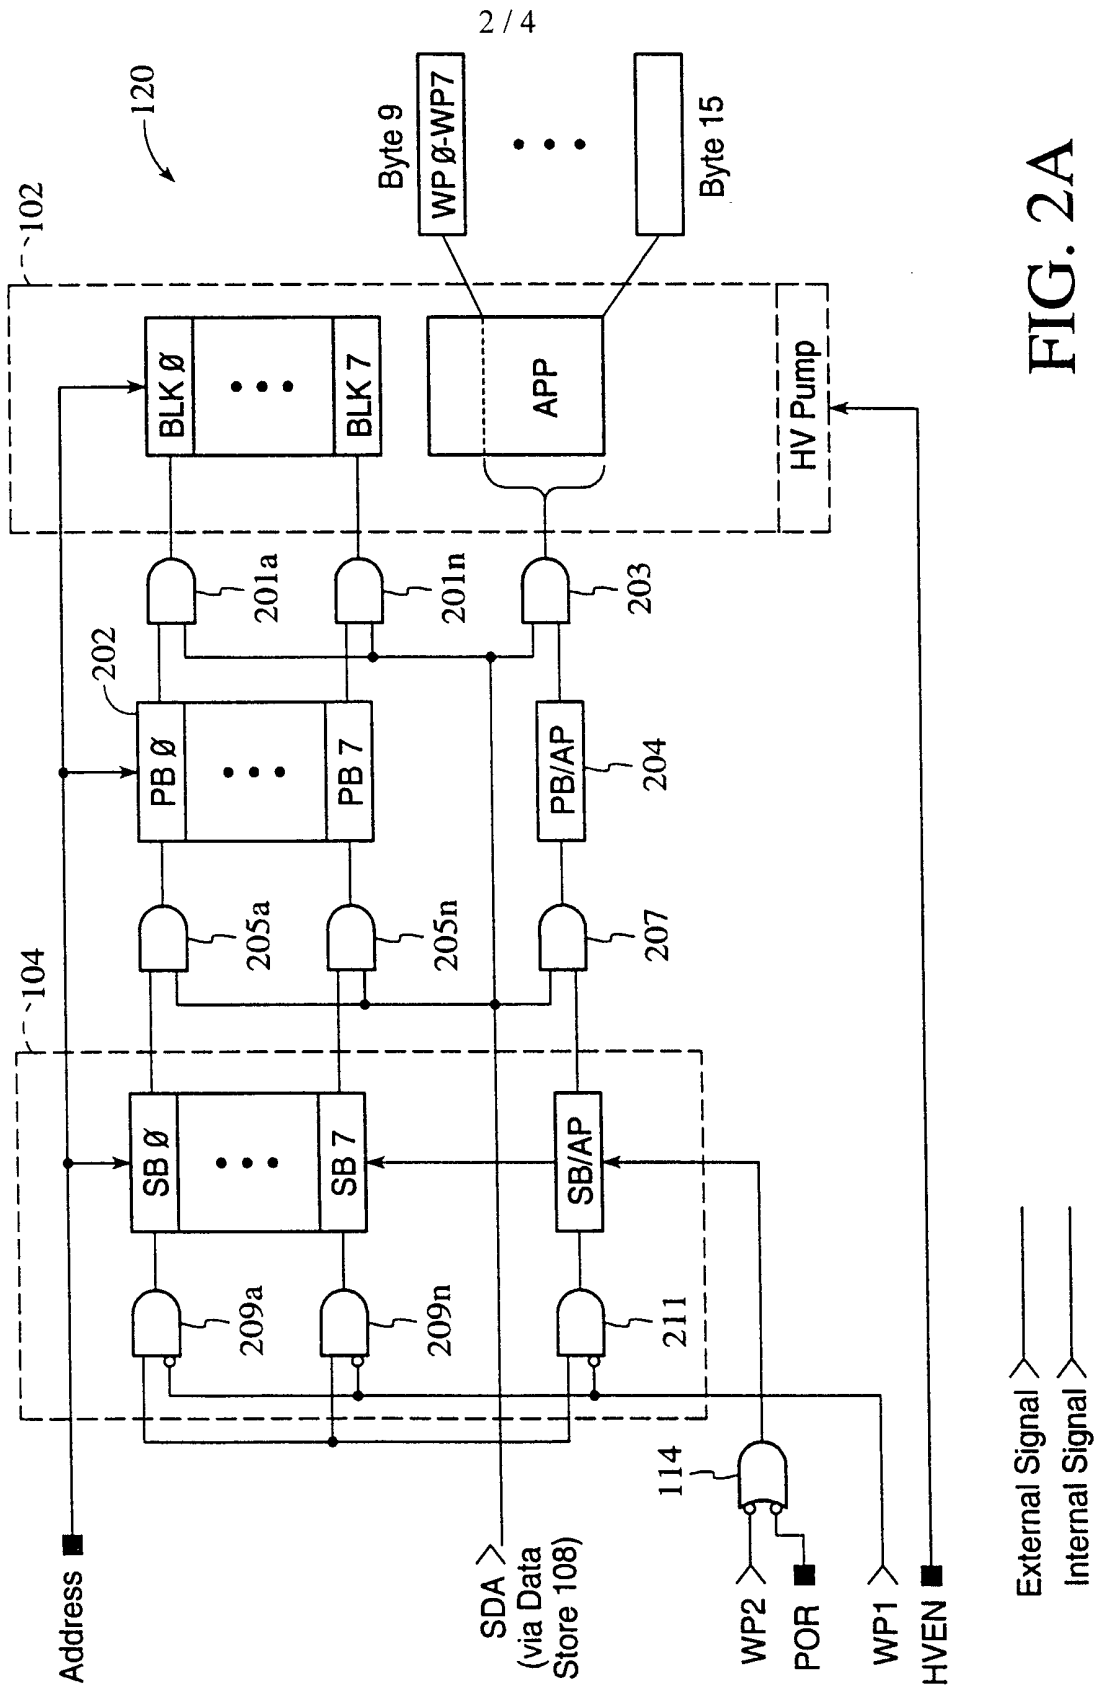 2 / 4
120
102
Byte 9
WP Ø-WP7
Byte 15
BLK Ø
BLK 7
APP
HV Pump
201a
201n
203
202
PB Ø
PB 7
PB/AP
204
205a
205n
207
104
SB Ø
SB 7
SB/AP
209a
209n
211
114
Address
SDA
(via Data
Store 108)
WP2
POR
WP1
HVEN
External Signal
Internal Signal
FIG. 2A